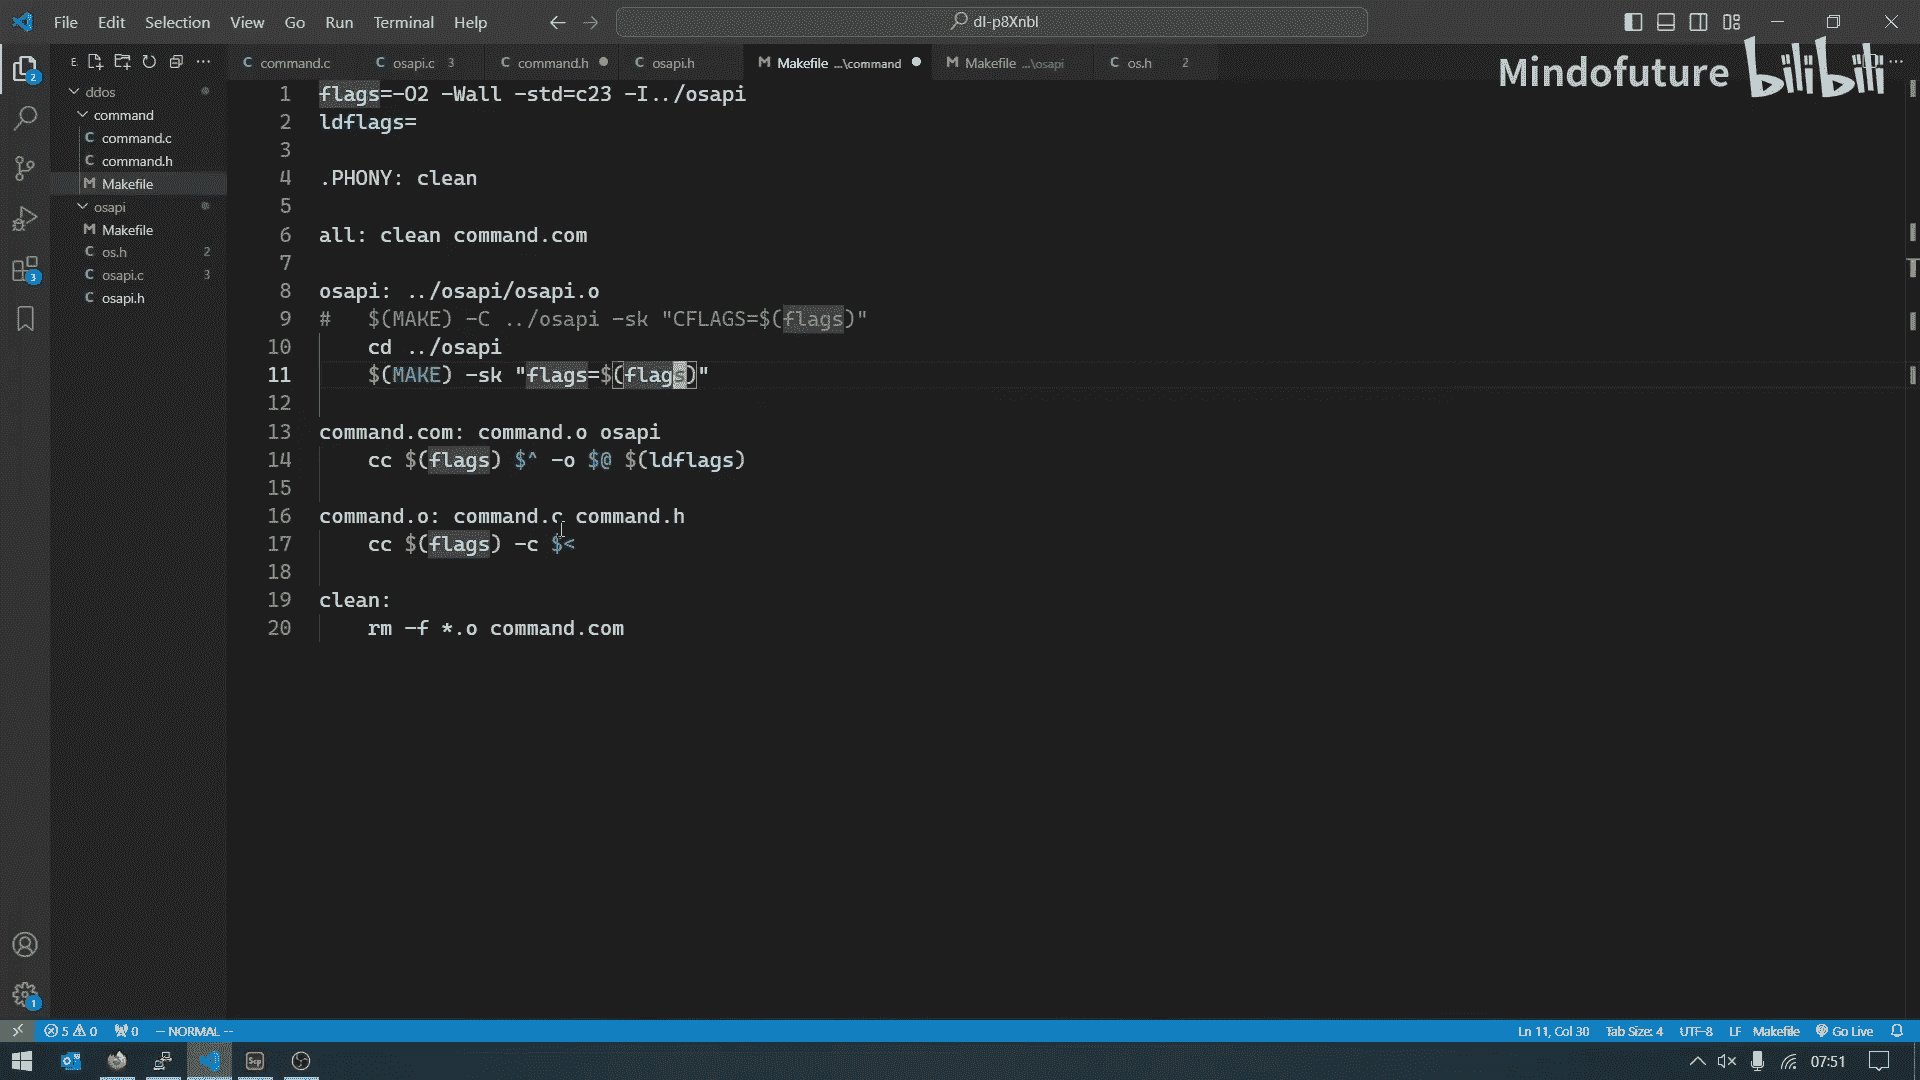 File Edit Selection View Go Run Terminal Help
dl-p8Xnbl
Mindofuture bilibili
2
E
command.c
osapi.c 3
command.h
osapi.h
Makefile ...\command
Makefile ...\osapi
os.h 2
ddos
command
command.c
command.h
Makefile
osapi
Makefile
os.h 2
osapi.c 3
osapi.h
3
1 flags=-O2 -Wall -std=c23 -I../osapi
2 ldflags=
3
4 .PHONY: clean
5
6 all: clean command.com
7
8 osapi: ../osapi/osapi.o
9 # $(MAKE) -C ../osapi -sk "CFLAGS=$(flags)"
10 cd ../osapi
11 $(MAKE) -sk "flags=$(flags)"
12
13 command.com: command.o osapi
14 cc $(flags) $^ -o $@ $(ldflags)
15
16 command.o: command.c command.h
17 cc $(flags) -c $<
18
19 clean:
20 rm -f *.o command.com
1
5 0 0 -- NORMAL --
Ln 11, Col 30 Tab Size: 4 UTF-8 LF Makefile Go Live
07:51